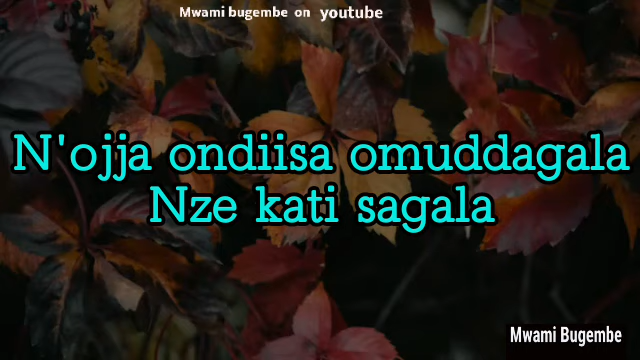 Mwami bugembe on youtube
N'ojja ondiisa omuddagala
Nze kati sagala
Mwami Bugembe